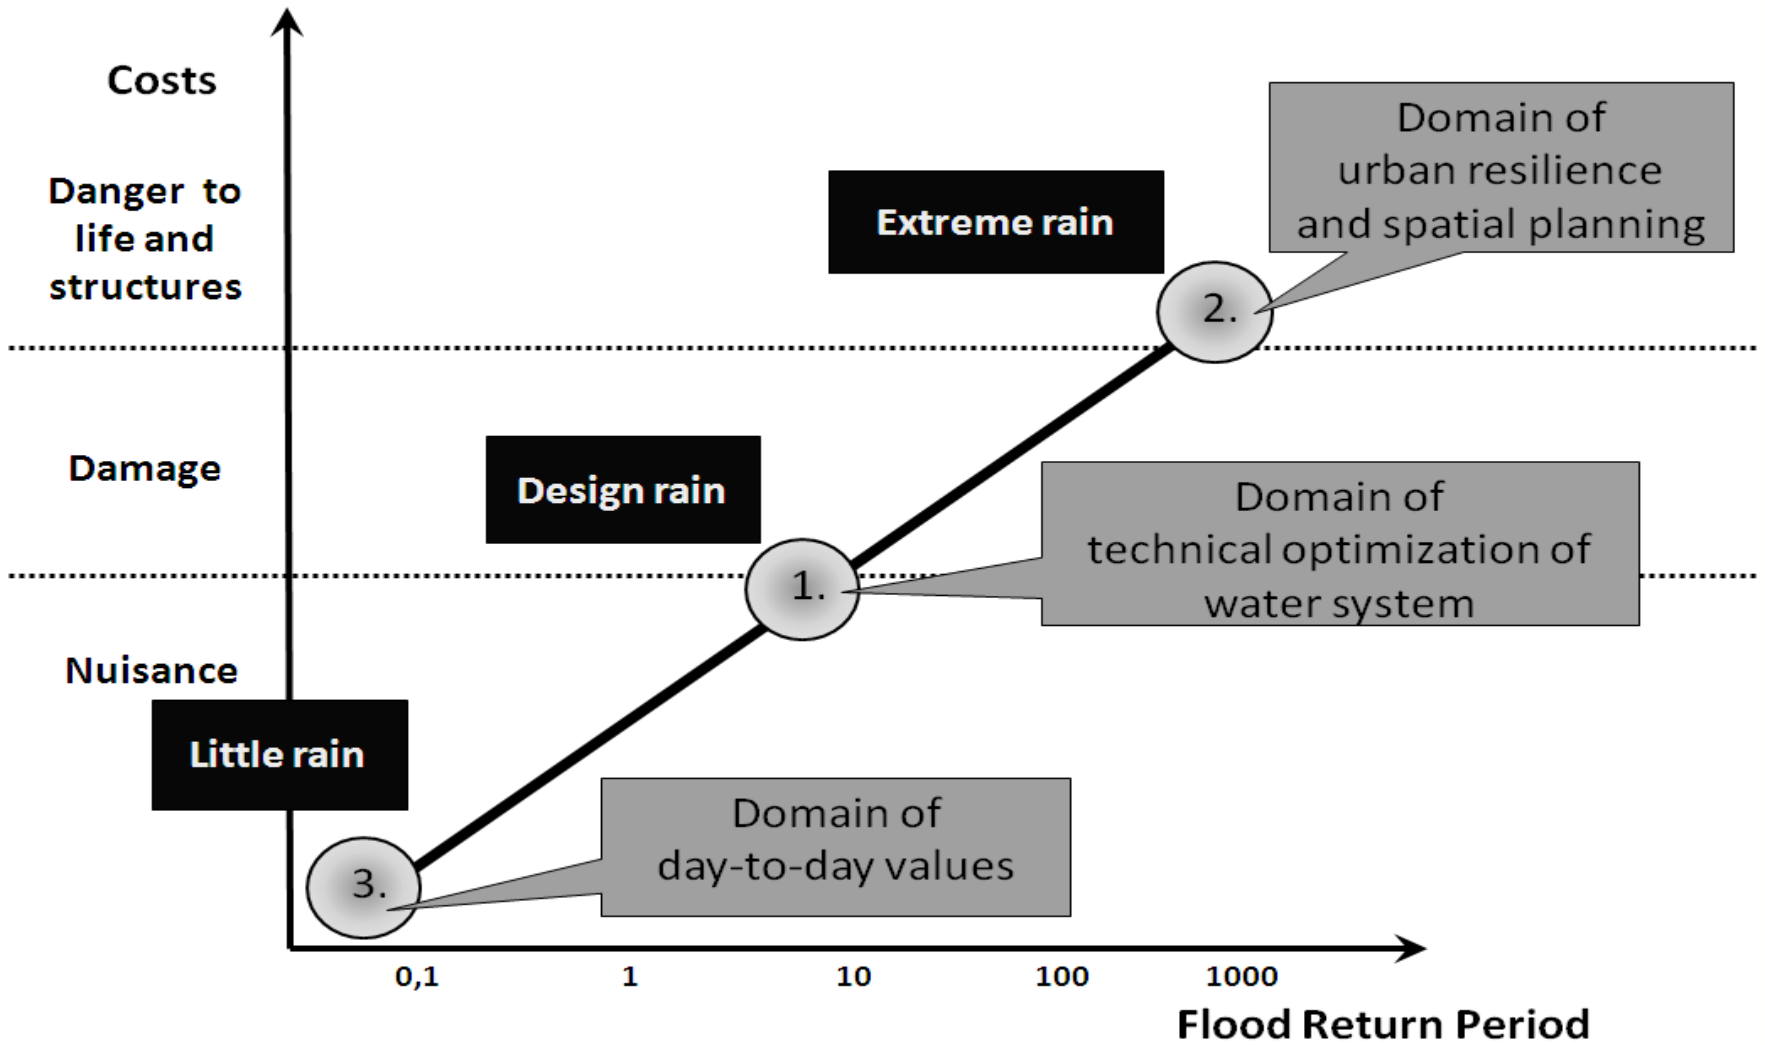 Costs
Danger to
life and
structures
Damage
Nuisance
Extreme rain
Design rain
Little rain
Domain of
urban resilience
and spatial planning
2.
Domain of
technical optimization of
water system
1.
Domain of
day-to-day values
3.
0,1 1 10 100 1000
Flood Return Period